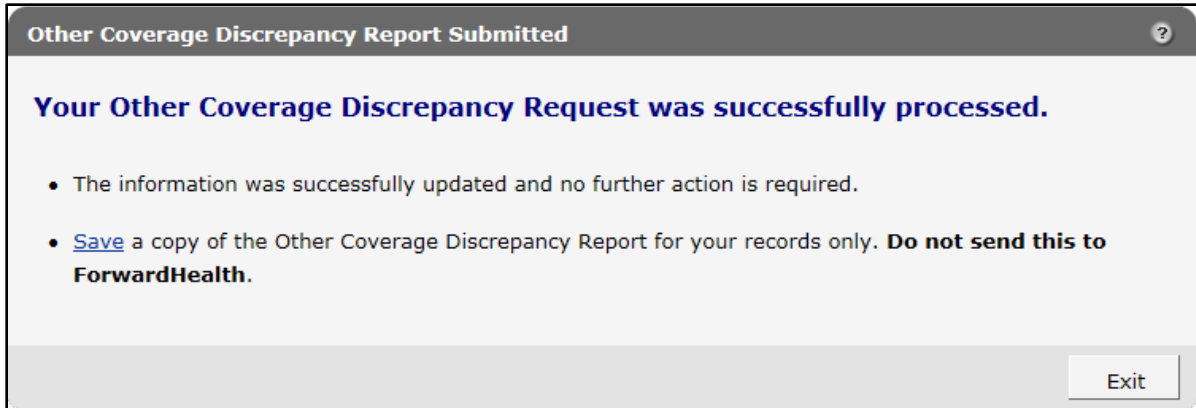 Other Coverage Discrepancy Report Submitted ?
Your Other Coverage Discrepancy Request was successfully processed.
• The information was successfully updated and no further action is required.
• Save a copy of the Other Coverage Discrepancy Report for your records only. Do not send this to
ForwardHealth.
Exit